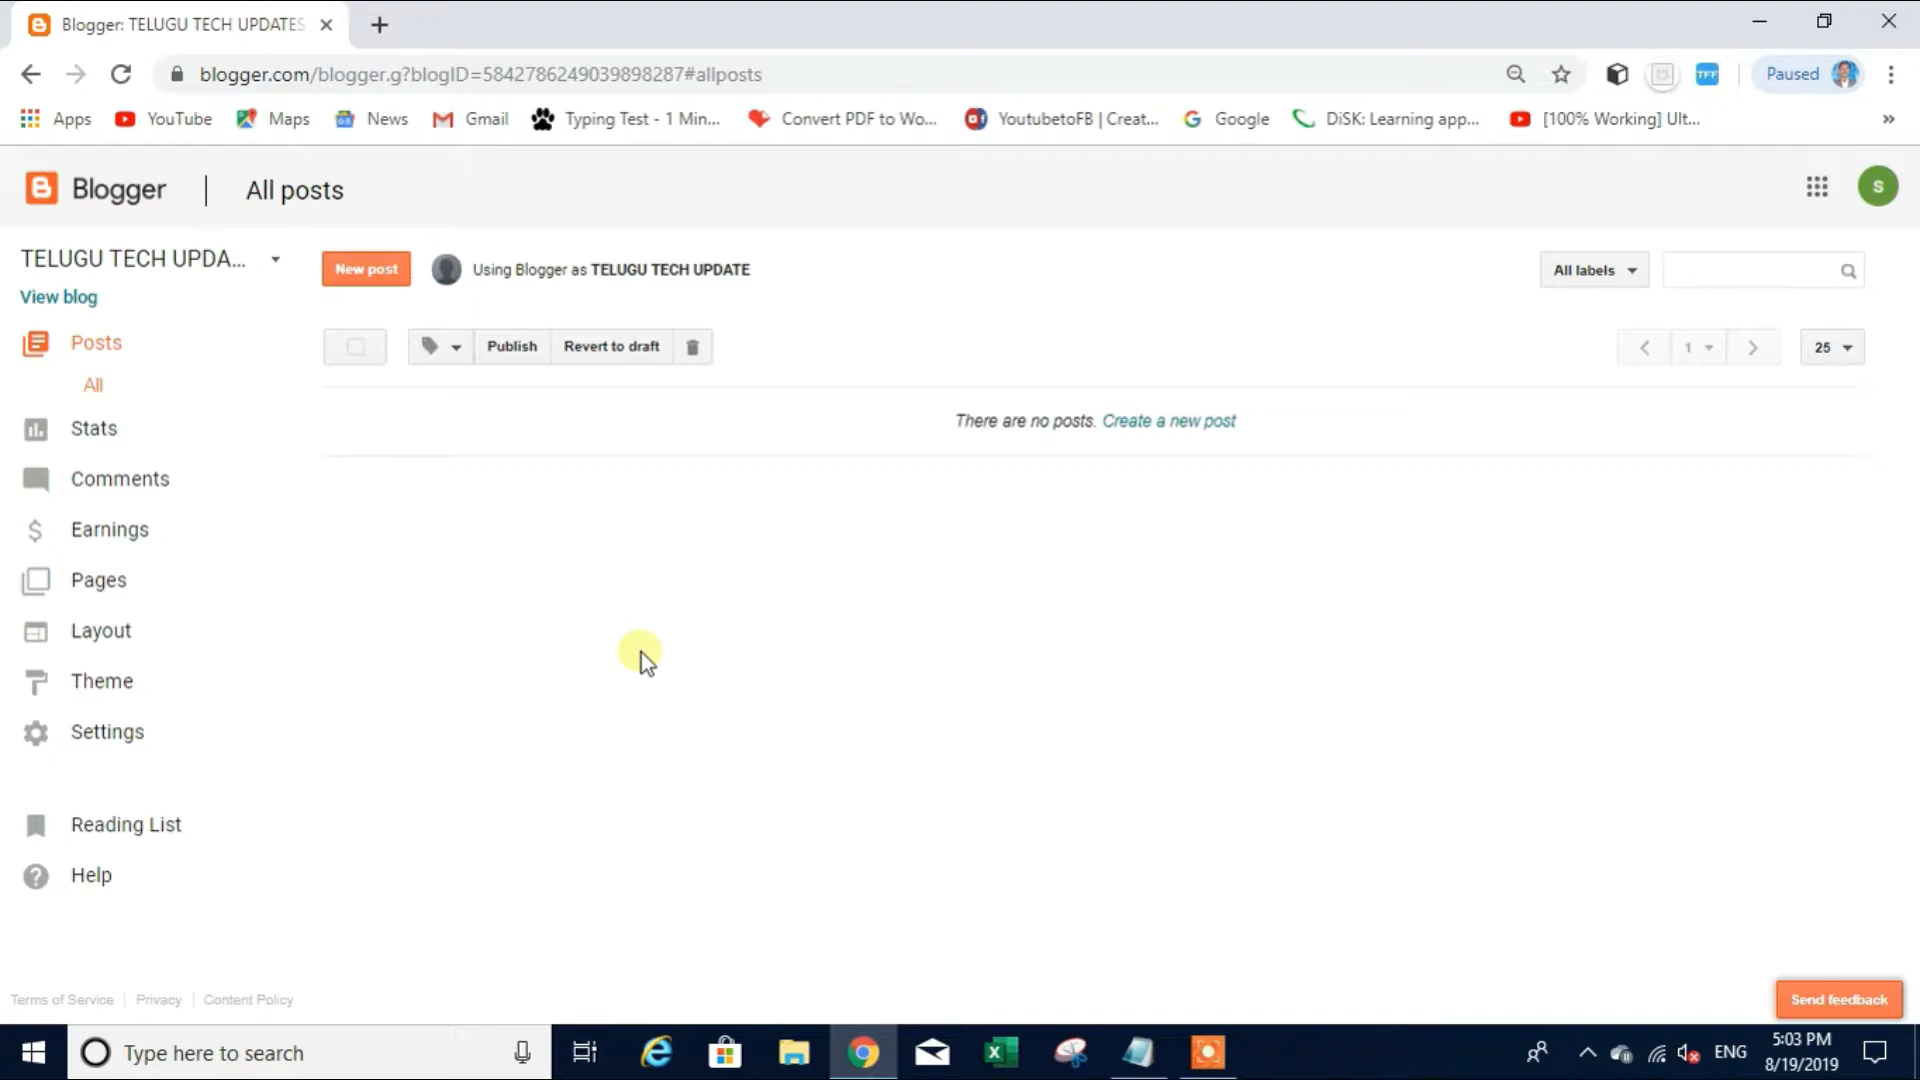 Blogger: TELUGU TECH UPDATES
blogger.com/blogger.g?blogID=5842786249039898287#allposts
TFF
Paused
Apps
YouTube
Maps
News
Gmail
Typing Test - 1 Min...
Convert PDF to Wo...
YoutubetoFB | Creat...
Google
DiSK: Learning app...
[100% Working] Ult...
»
Blogger
All posts
S
TELUGU TECH UPDA...
New post
Using Blogger as TELUGU TECH UPDATE
All labels
View blog
Posts
Publish
Revert to draft
1
25
All
There are no posts. Create a new post
Stats
Comments
Earnings
Pages
Layout
Theme
Settings
Reading List
Help
Terms of Service
Privacy
Content Policy
Send feedback
Type here to search
ENG
5:03 PM
8/19/2019